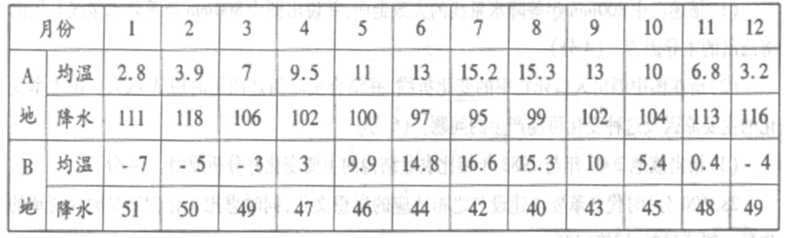 月份 1 2 3 4 5 6 7 8 9 10 11 12
A地 均温 2.8 3.9 7 9.5 11 13 15.2 15.3 13 10 6.8 3.2
降水 111 118 106 102 100 97 95 99 102 104 113 116
B地 均温 -7 -5 -3 3 9.9 14.8 16.6 15.3 10 5.4 0.4 -4
降水 51 50 49 47 46 44 42 40 43 45 48 49